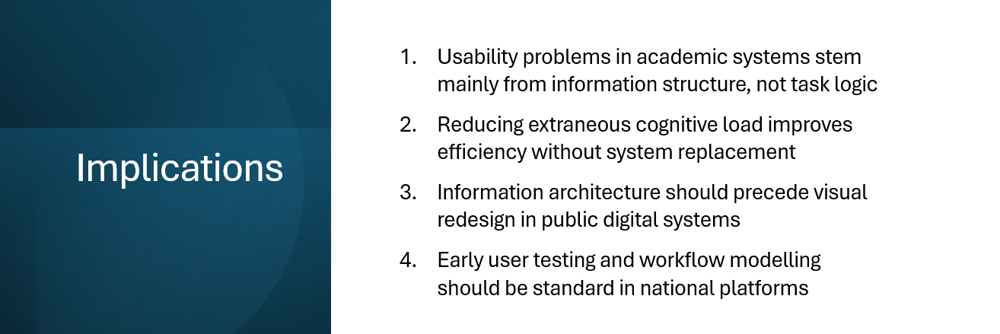 Implications
1. Usability problems in academic systems stem
mainly from information structure, not task logic
2. Reducing extraneous cognitive load improves
efficiency without system replacement
3. Information architecture should precede visual
redesign in public digital systems
4. Early user testing and workflow modelling
should be standard in national platforms